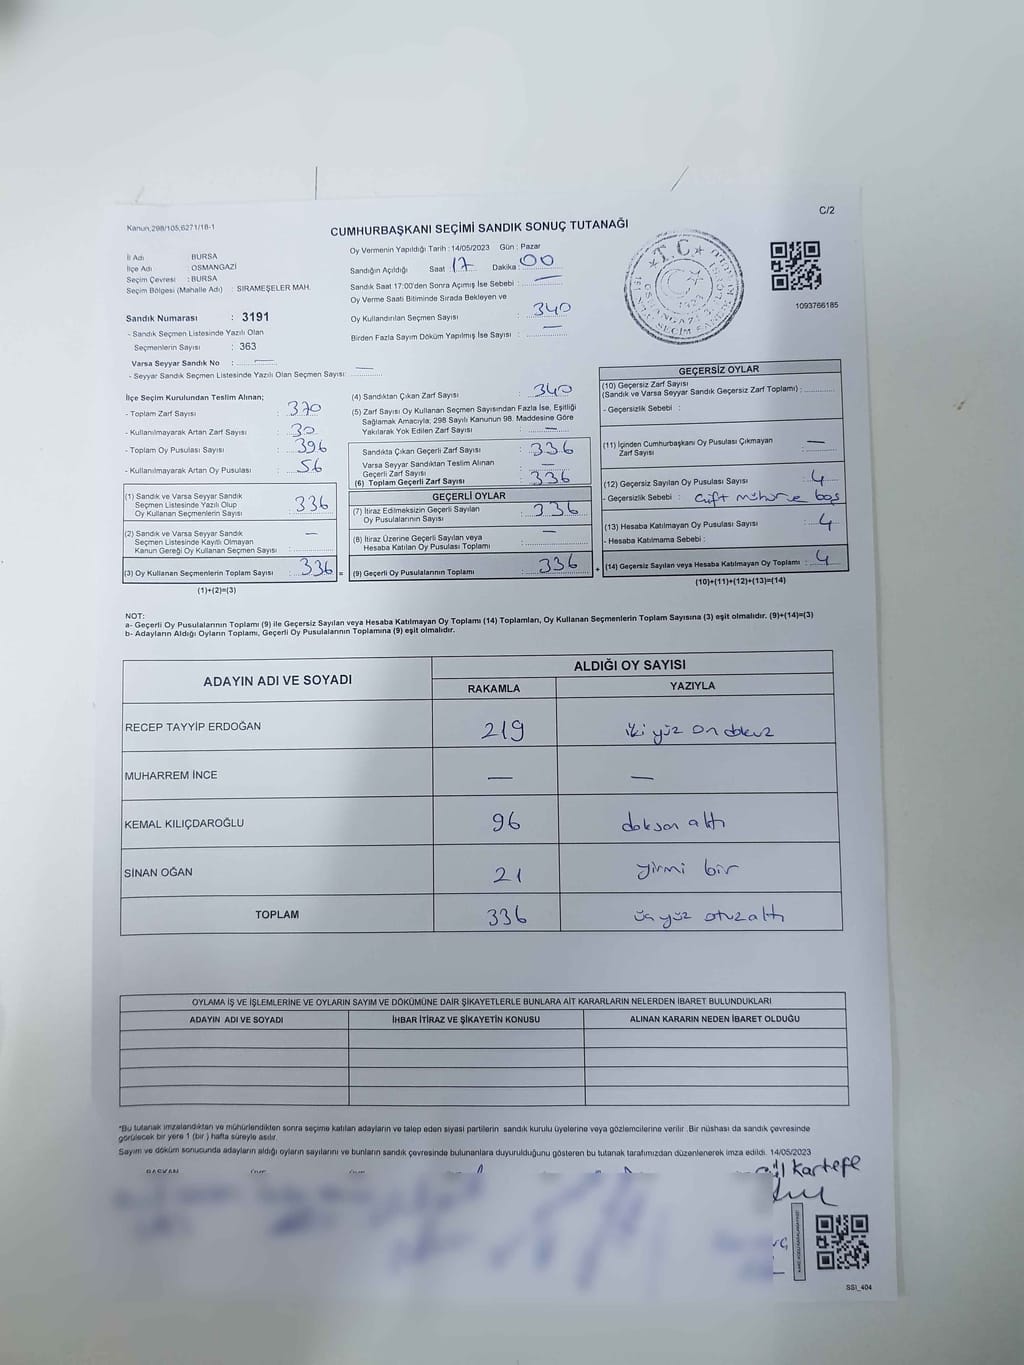 C/2
Kanun,298/105,6271/18-1
CUMHURBAŞKANI SEÇİMİ SANDIK SONUÇ TUTANAĞI
İl Adı BURSA
İlçe Adı OSMANGAZİ
Seçim Çevresi : BURSA
Seçim Bölgesi (Mahalle Adı) : SIRAMEŞELER MAH.
Sandık Numarası : 3191
- Sandık Seçmen Listesinde Yazılı Olan
Seçmenlerin Sayısı : 363
Varsa Seyyar Sandık No : —
- Seyyar Sandık Seçmen Listesinde Yazılı Olan Seçmen Sayısı: —
Oy Vermenin Yapıldığı Tarih : 14/05/2023 Gün : Pazar
Sandığın Açıldığı Saat : 17 Dakika : 00
Sandık Saat 17:00'den Sonra Açımış İse Sebebi : —
Oy Verme Saati Bitiminde Sırada Bekleyen ve
Oy Kullandırılan Seçmen Sayısı : 340
Birden Fazla Sayım Döküm Yapılmış İse Sayısı : —
T.C.
1093766185
İlçe Seçim Kurulundan Teslim Alınan;
- Toplam Zarf Sayısı : 370
- Kullanılmayarak Artan Zarf Sayısı : 30
- Toplam Oy Pusulası Sayısı : 396
- Kullanılmayarak Artan Oy Pusulası : 56
(1) Sandık ve Varsa Seyyar Sandık
Seçmen Listesinde Yazılı Olup
Oy Kullanan Seçmenlerin Sayısı : 336
(2) Sandık ve Varsa Seyyar Sandık
Seçmen Listesinde Kayıtlı Olmayan
Kanun Gereği Oy Kullanan Seçmen Sayısı : —
(3) Oy Kullanan Seçmenlerin Toplam Sayısı : 336 =
(1)+(2)=(3)
(4) Sandıktan Çıkan Zarf Sayısı : 340
(5) Zarf Sayısı Oy Kullanan Seçmen Sayısından Fazla İse, Eşitliği
Sağlamak Amacıyla; 298 Sayılı Kanunun 98. Maddesine Göre
Yakılarak Yok Edilen Zarf Sayısı : —
Sandıkta Çıkan Geçerli Zarf Sayısı : 336
Varsa Seyyar Sandıktan Teslim Alınan
Geçerli Zarf Sayısı : —
(6) Toplam Geçerli Zarf Sayısı : 336
GEÇERLİ OYLAR
(7) İtiraz Edilmeksizin Geçerli Sayılan
Oy Pusulalarının Sayısı : 336
(8) İtiraz Üzerine Geçerli Sayılan veya
Hesaba Katılan Oy Pusulası Toplamı : —
(9) Geçerli Oy Pusulalarının Toplamı : 336 +
GEÇERSİZ OYLAR
(10) Geçersiz Zarf Sayısı
(Sandık ve Varsa Seyyar Sandık Geçersiz Zarf Toplamı) :
- Geçersizlik Sebebi :
(11) İçinden Cumhurbaşkanı Oy Pusulası Çıkmayan
Zarf Sayısı : —
(12) Geçersiz Sayılan Oy Pusulası Sayısı : 4
- Geçersizlik Sebebi : Çift mühür ve boş
(13) Hesaba Katılmayan Oy Pusulası Sayısı : 4
- Hesaba Katılmama Sebebi :
(14) Geçersiz Sayılan veya Hesaba Katılmayan Oy Toplamı : 4
(10)+(11)+(12)+(13)=(14)
NOT:
a- Geçerli Oy Pusulalarının Toplamı (9) ile Geçersiz Sayılan veya Hesaba Katılmayan Oy Toplamı (14) Toplamları, Oy Kullanan Seçmenlerin Toplam Sayısına (3) eşit olmalıdır. (9)+(14)=(3)
b- Adayların Aldığı Oyların Toplamı, Geçerli Oy Pusulalarının Toplamına (9) eşit olmalıdır.
ADAYIN ADI VE SOYADI
ALDIĞI OY SAYISI
RAKAMLA YAZIYLA
RECEP TAYYİP ERDOĞAN 219 iki yüz on dokuz
MUHARREM İNCE — —
KEMAL KILIÇDAROĞLU 96 doksan altı
SİNAN OĞAN 21 yirmi bir
TOPLAM 336 üç yüz otuz altı
OYLAMA İŞ VE İŞLEMLERİNE VE OYLARIN SAYIM VE DÖKÜMÜNE DAİR ŞİKAYETLERLE BUNLARA AİT KARARLARIN NELERDEN İBARET BULUNDUKLARI
ADAYIN ADI VE SOYADI İHBAR İTİRAZ VE ŞİKAYETİN KONUSU ALINAN KARARIN NEDEN İBARET OLDUĞU
*Bu tutanak imzalandıktan ve mühürlendikten sonra seçime katılan adayların ve talep eden siyasi partilerin sandık kurulu üyelerine veya gözlemcilerine verilir .Bir nüshası da sandık çevresinde
görülecek bir yere 1 (bir ) hafta süreyle asılır.
Sayım ve döküm sonucunda adayların aldığı oyların sayılarını ve bunların sandık çevresinde bulunanlara duyurulduğunu gösteren bu tutanak tarafımızdan düzenlenerek imza edildi. 14/05/2023
Kartepe
SSİ_404